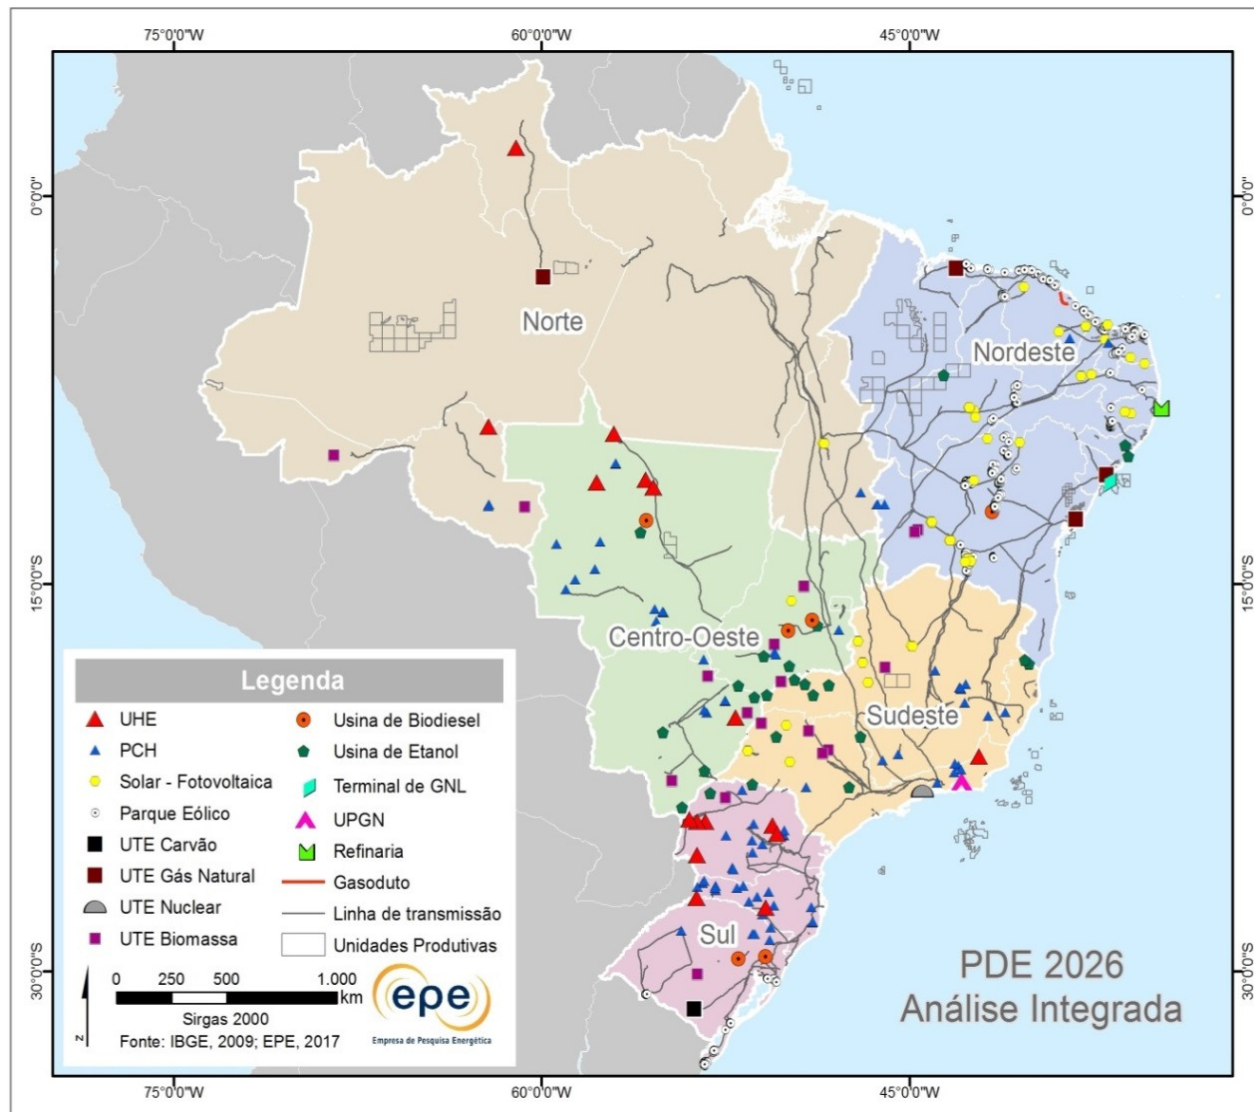 75°0'0"W 60°0'0"W 45°0'0"W
0°0'0" 0°0'0"
Norte
Nordeste
15°0'0"S 15°0'0"S
Centro-Oeste
Sudeste
Sul
Legenda
UHE
PCH
Solar - Fotovoltaica
Parque Eólico
UTE Carvão
UTE Gás Natural
UTE Nuclear
UTE Biomassa
Usina de Biodiesel
Usina de Etanol
Terminal de GNL
UPGN
Refinaria
Gasoduto
Linha de transmissão
Unidades Produtivas
0 250 500 1.000
km
Sirgas 2000
N
Fonte: IBGE, 2009; EPE, 2017
epe
Empresa de Pesquisa Energética
30°0'0"S 30°0'0"S
PDE 2026
Análise Integrada
75°0'0"W 60°0'0"W 45°0'0"W